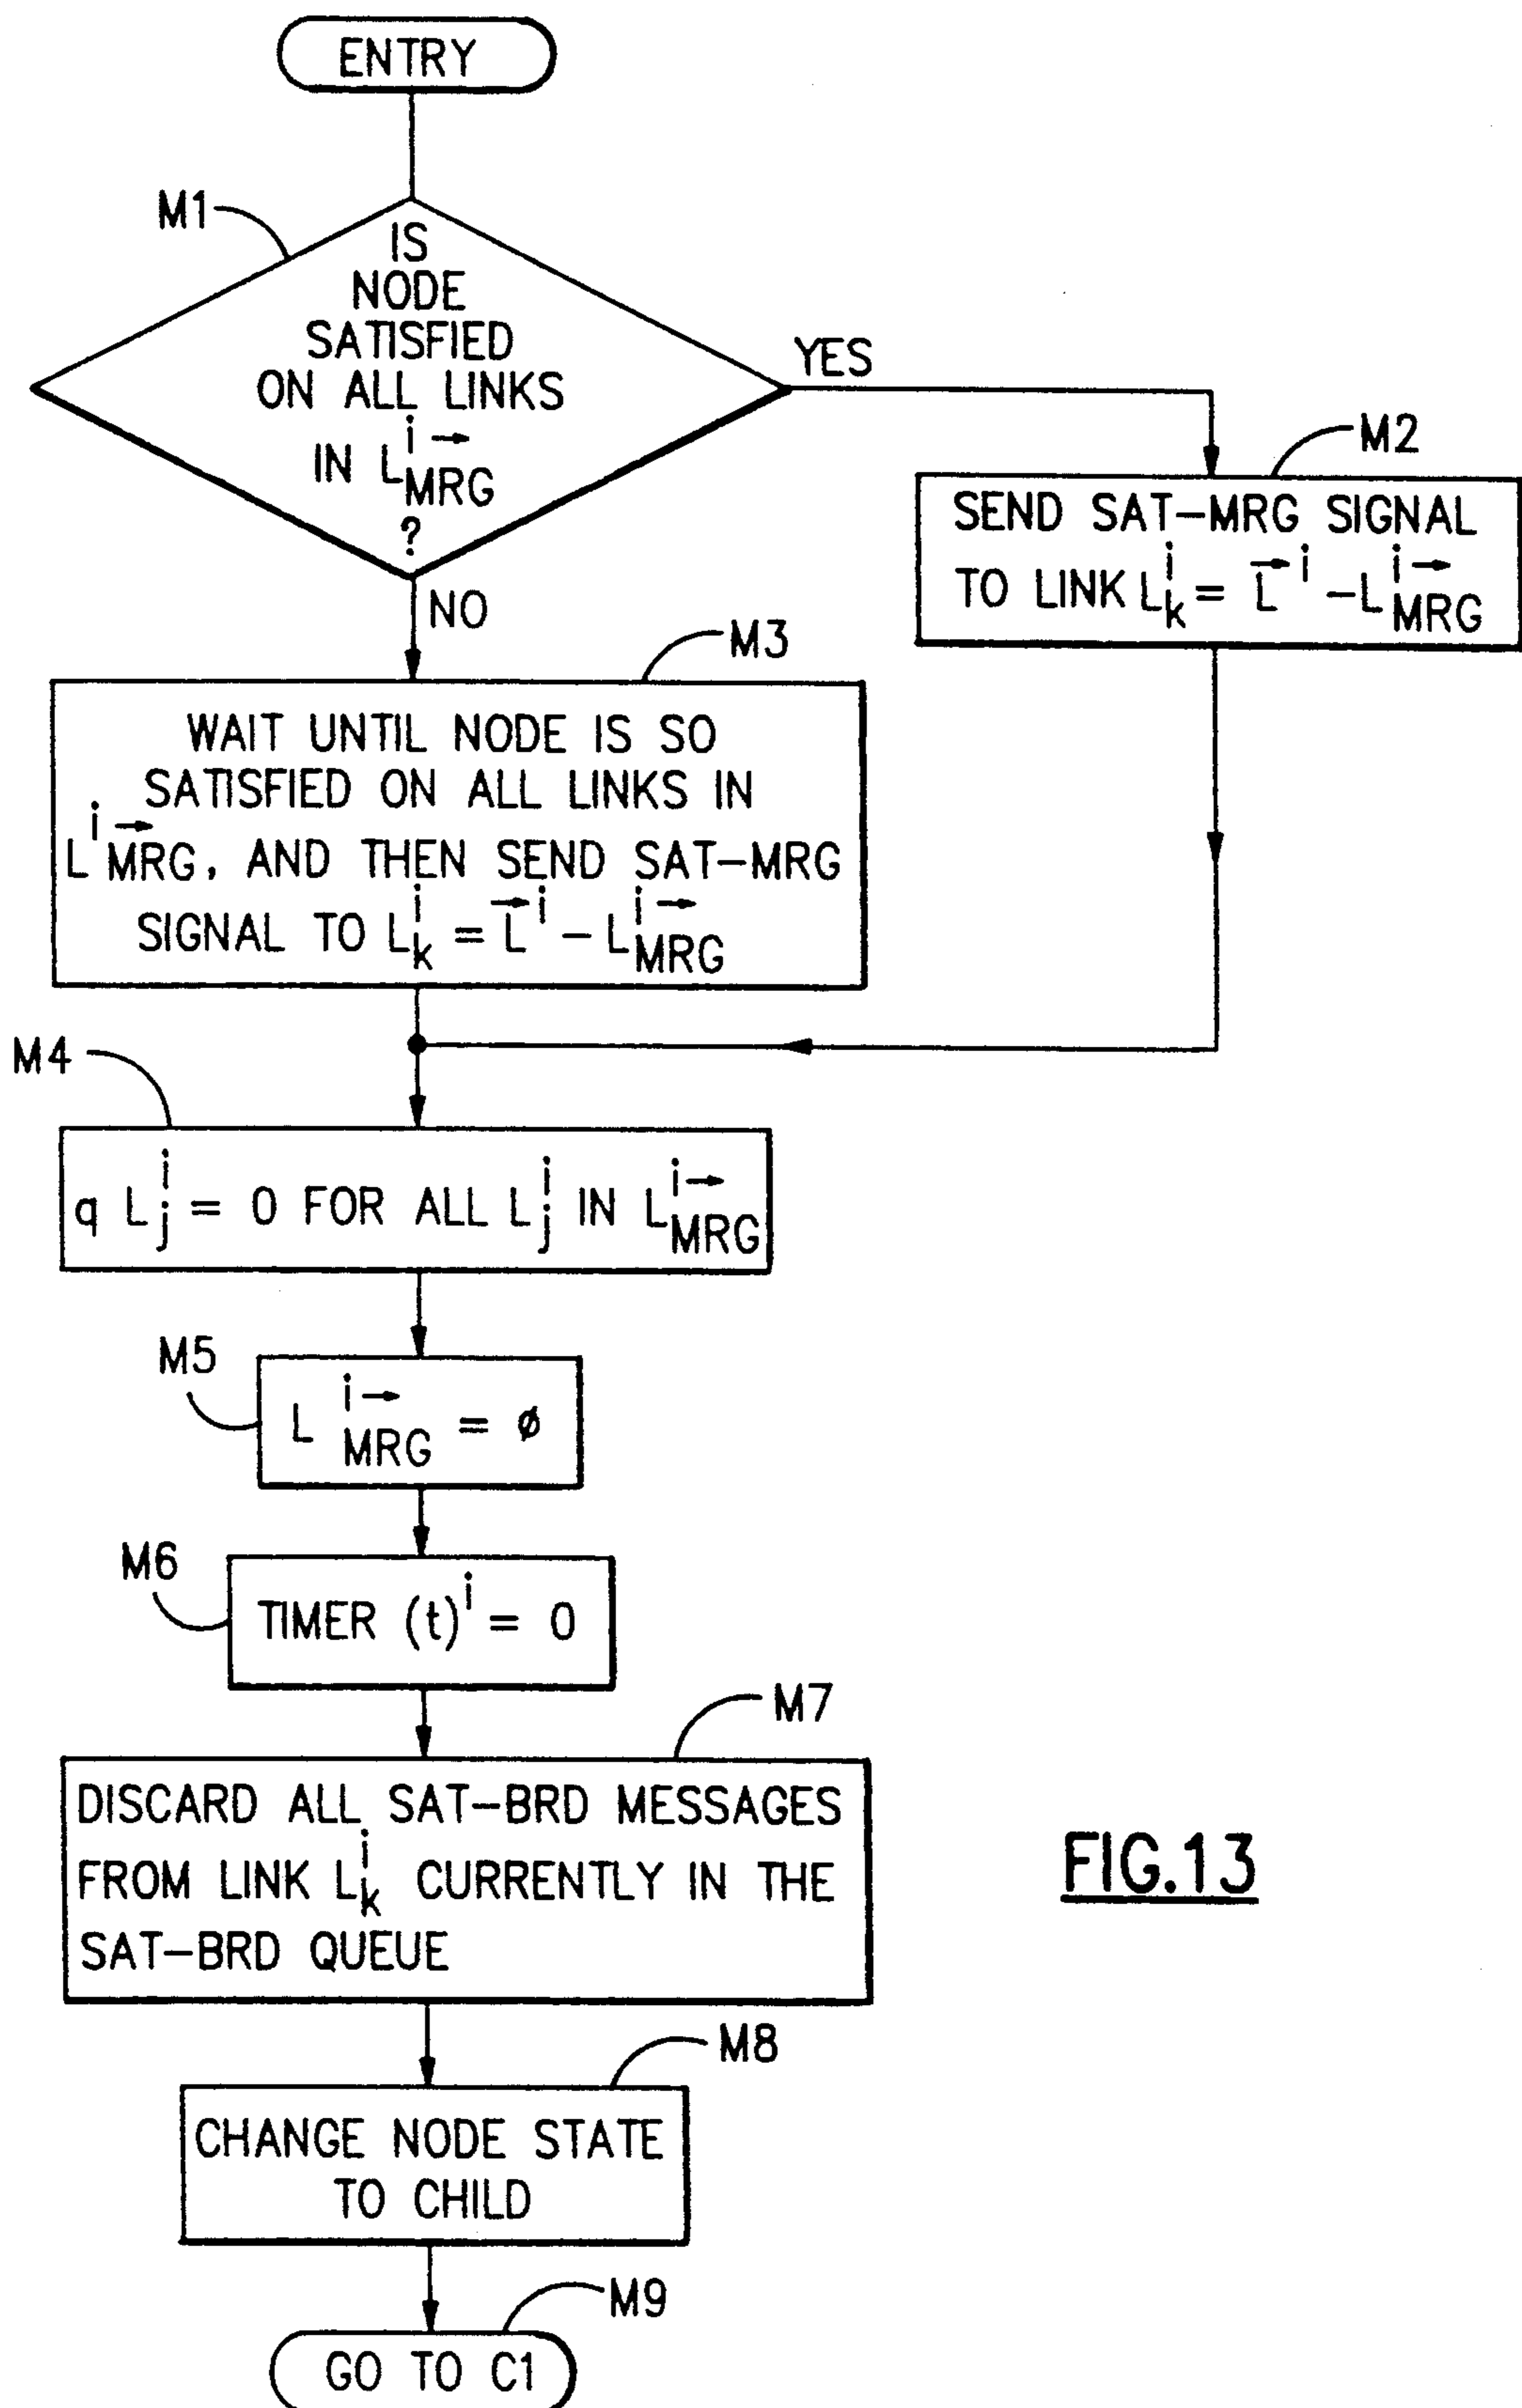 ENTRY
M1
IS
NODE
SATISFIED
ON ALL LINKS
IN L^i→_MRG
?
YES
NO
M2
SEND SAT-MRG SIGNAL
TO LINK L^i_k = L⃗^i - L^i→_MRG
M3
WAIT UNTIL NODE IS SO
SATISFIED ON ALL LINKS IN
L^i→_MRG, AND THEN SEND SAT-MRG
SIGNAL TO L^i_k = L⃗^i - L^i→_MRG
M4
q L^i_j = 0 FOR ALL L^i_j IN L^i→_MRG
M5
L^i→_MRG = ø
M6
TIMER (t)^i = 0
M7
DISCARD ALL SAT-BRD MESSAGES
FROM LINK L^i_k CURRENTLY IN THE
SAT-BRD QUEUE
M8
CHANGE NODE STATE
TO CHILD
M9
GO TO C1
FIG.13